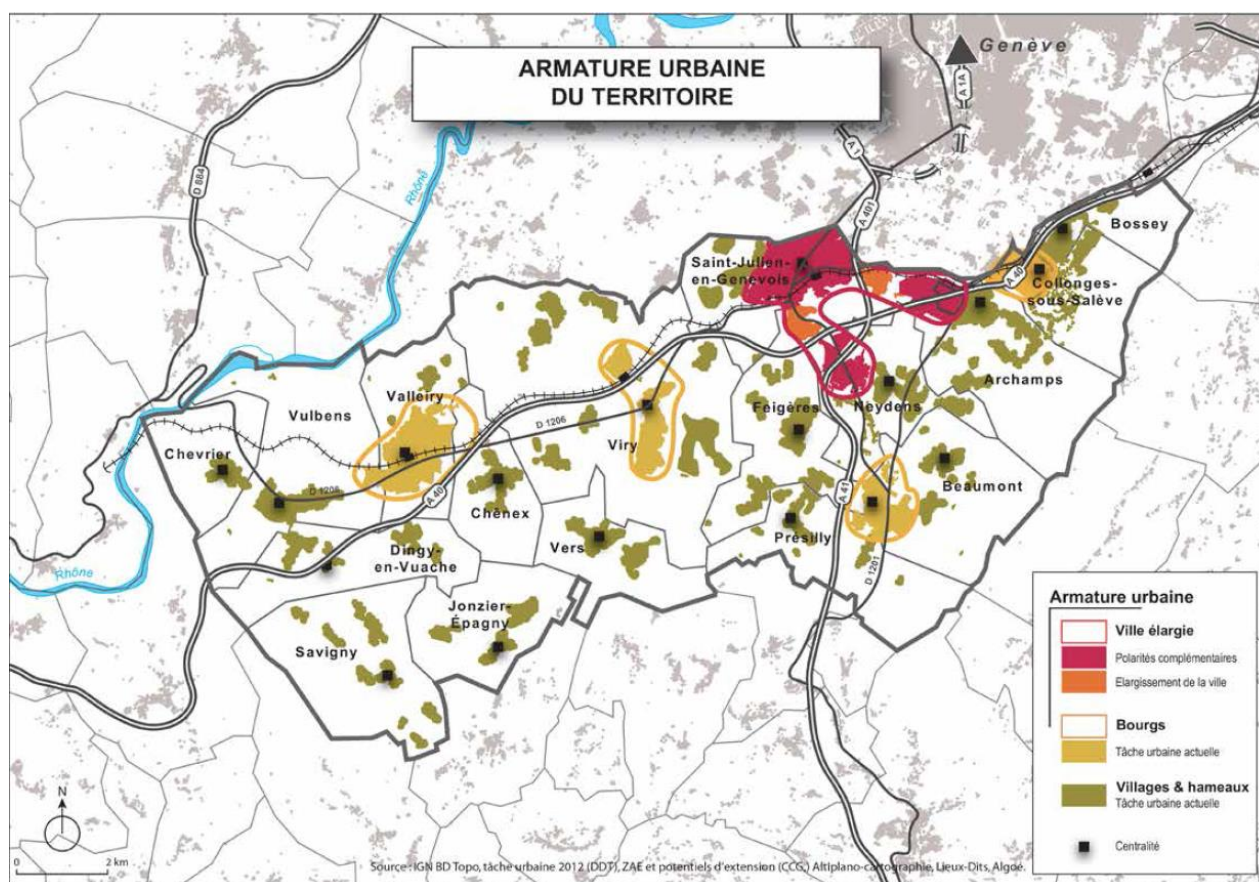 ARMATURE URBAINE
DU TERRITOIRE
Genève
A 1A
A 1
A 401
D 884
Rhône
Bossey
Saint-Julien-
en-Genevois
A 40
Collonges-
sous-Salève
Archamps
Valleiry
Vulbens
Feigères
Neydens
D 1206
Viry
Chevrier
D 1206
A 40
Chênex
A 41
Beaumont
Vers
Présilly
Dingy-
en-Vuache
D 1201
Rhône
Jonzier-
Épagny
Savigny
Armature urbaine
Ville élargie
Polarités complémentaires
Elargissement de la ville
Bourgs
Tâche urbaine actuelle
Villages & hameaux
Tâche urbaine actuelle
Centralité
N
0 2 km
Source : IGN BD Topo, tâche urbaine 2012 (DDT), ZAE et potentiels d'extension (CCG,) Altiplano-cartographie, Lieux-Dits, Algoé.